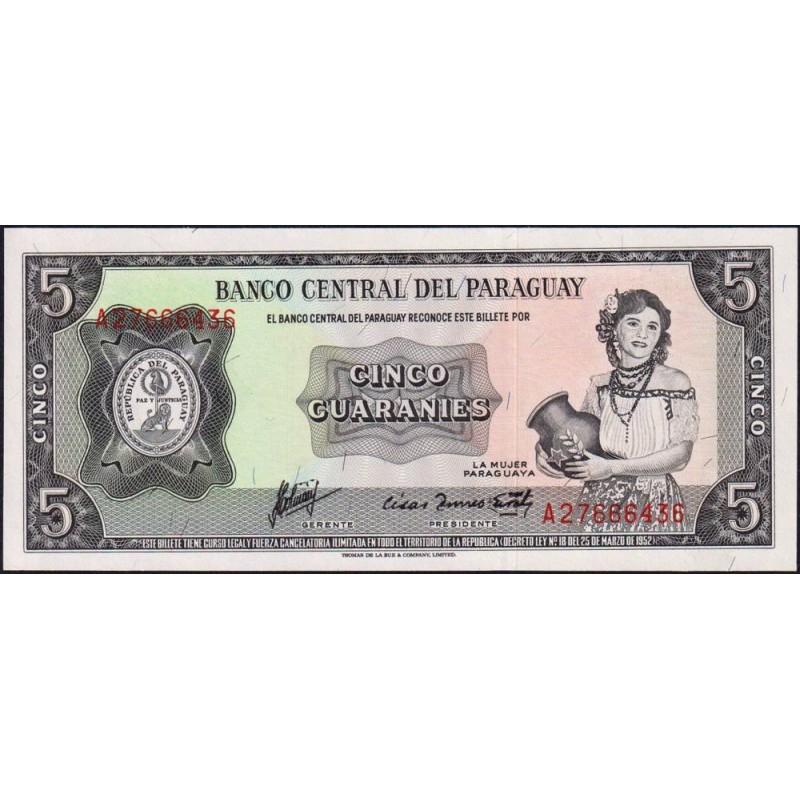 5
5
BANCO CENTRAL DEL PARAGUAY
EL BANCO CENTRAL DEL PARAGUAY RECONOCE ESTE BILLETE POR
A27666436
REPÚBLICA DEL PARAGUAY
PAZ Y JUSTICIA
CINCO
CINCO
CINCO
GUARANIES
LA MUJER
PARAGUAYA
5
5
A27666436
GERENTE
PRESIDENTE
ESTE BILLETE TIENE CURSO LEGAL Y FUERZA CANCELATORIA ILIMITADA EN TODO EL TERRITORIO DE LA REPUBLICA (DECRETO LEY Nº 18 DEL 25 DE MARZO DE 1952)
THOMAS DE LA RUE & COMPANY, LIMITED.